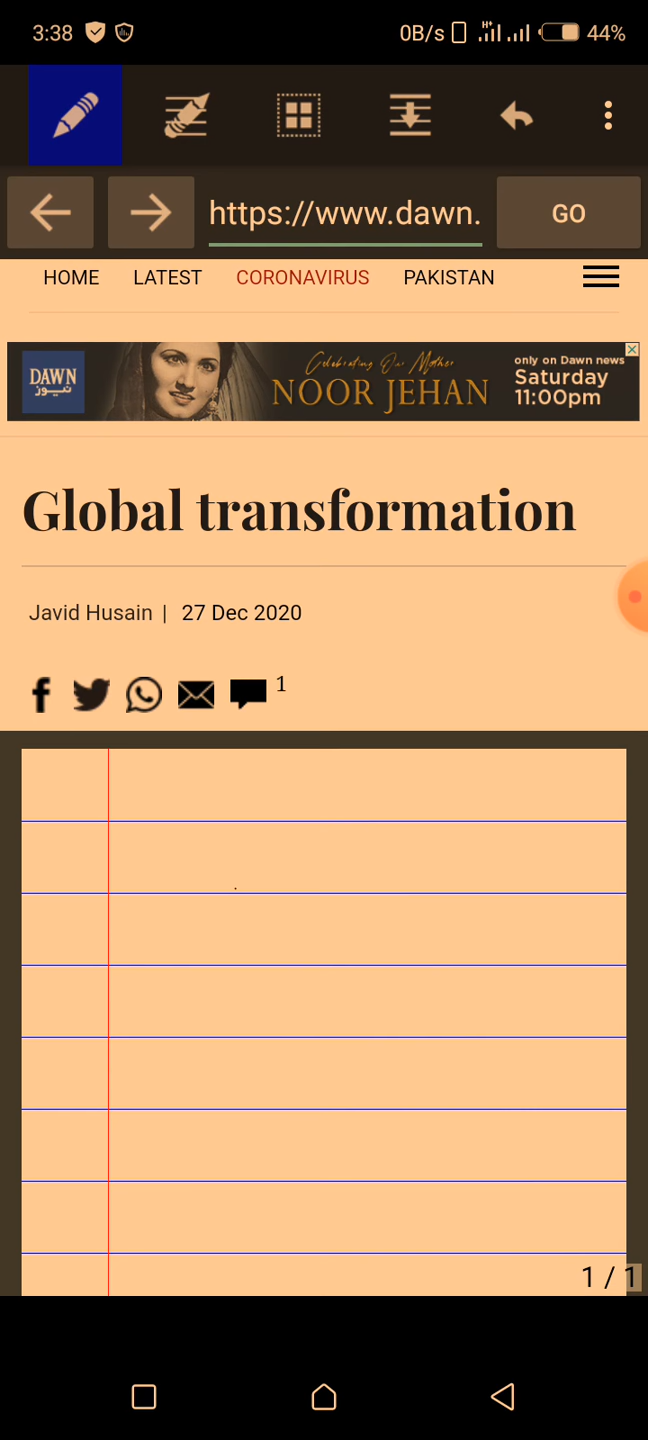 3:38 0B/s H+ 44%
https://www.dawn.
GO
HOME LATEST CORONAVIRUS PAKISTAN
DAWN
نیوز
Celebrating Our Mother
NOOR JEHAN
only on Dawn news
Saturday
11:00pm
Global transformation
Javid Husain | 27 Dec 2020
1
1 / 1